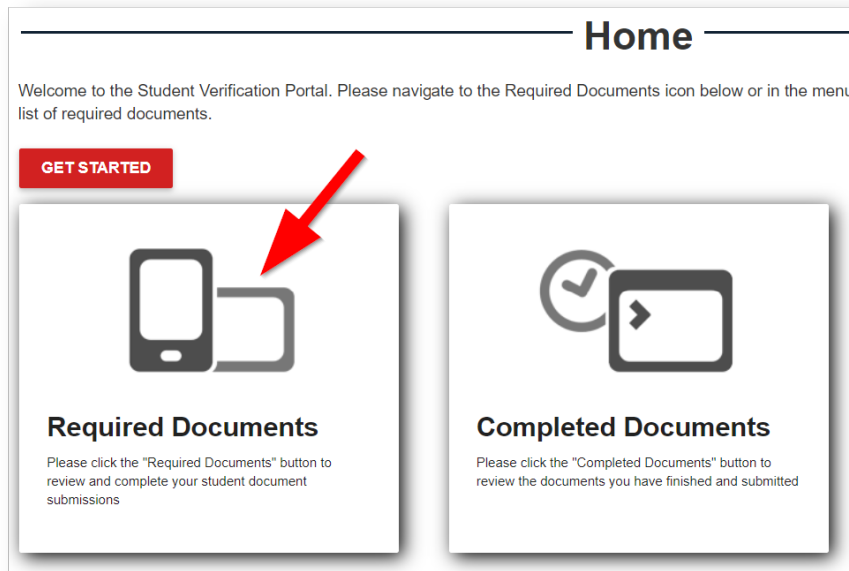 Home
Welcome to the Student Verification Portal. Please navigate to the Required Documents icon below or in the menu
list of required documents.
GET STARTED
Required Documents
Please click the "Required Documents" button to
review and complete your student document
submissions
Completed Documents
Please click the "Completed Documents" button to
review the documents you have finished and submitted